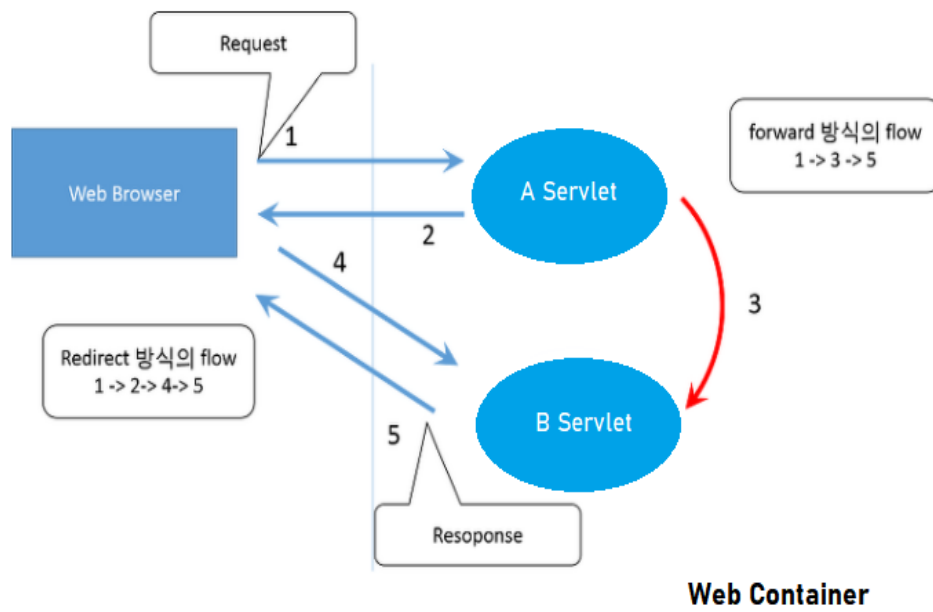 Request
1
forward 방식의 flow
1 -> 3 -> 5
Web Browser
A Servlet
2
4
3
Redirect 방식의 flow
1 -> 2-> 4-> 5
B Servlet
5
Resoponse
Web Container